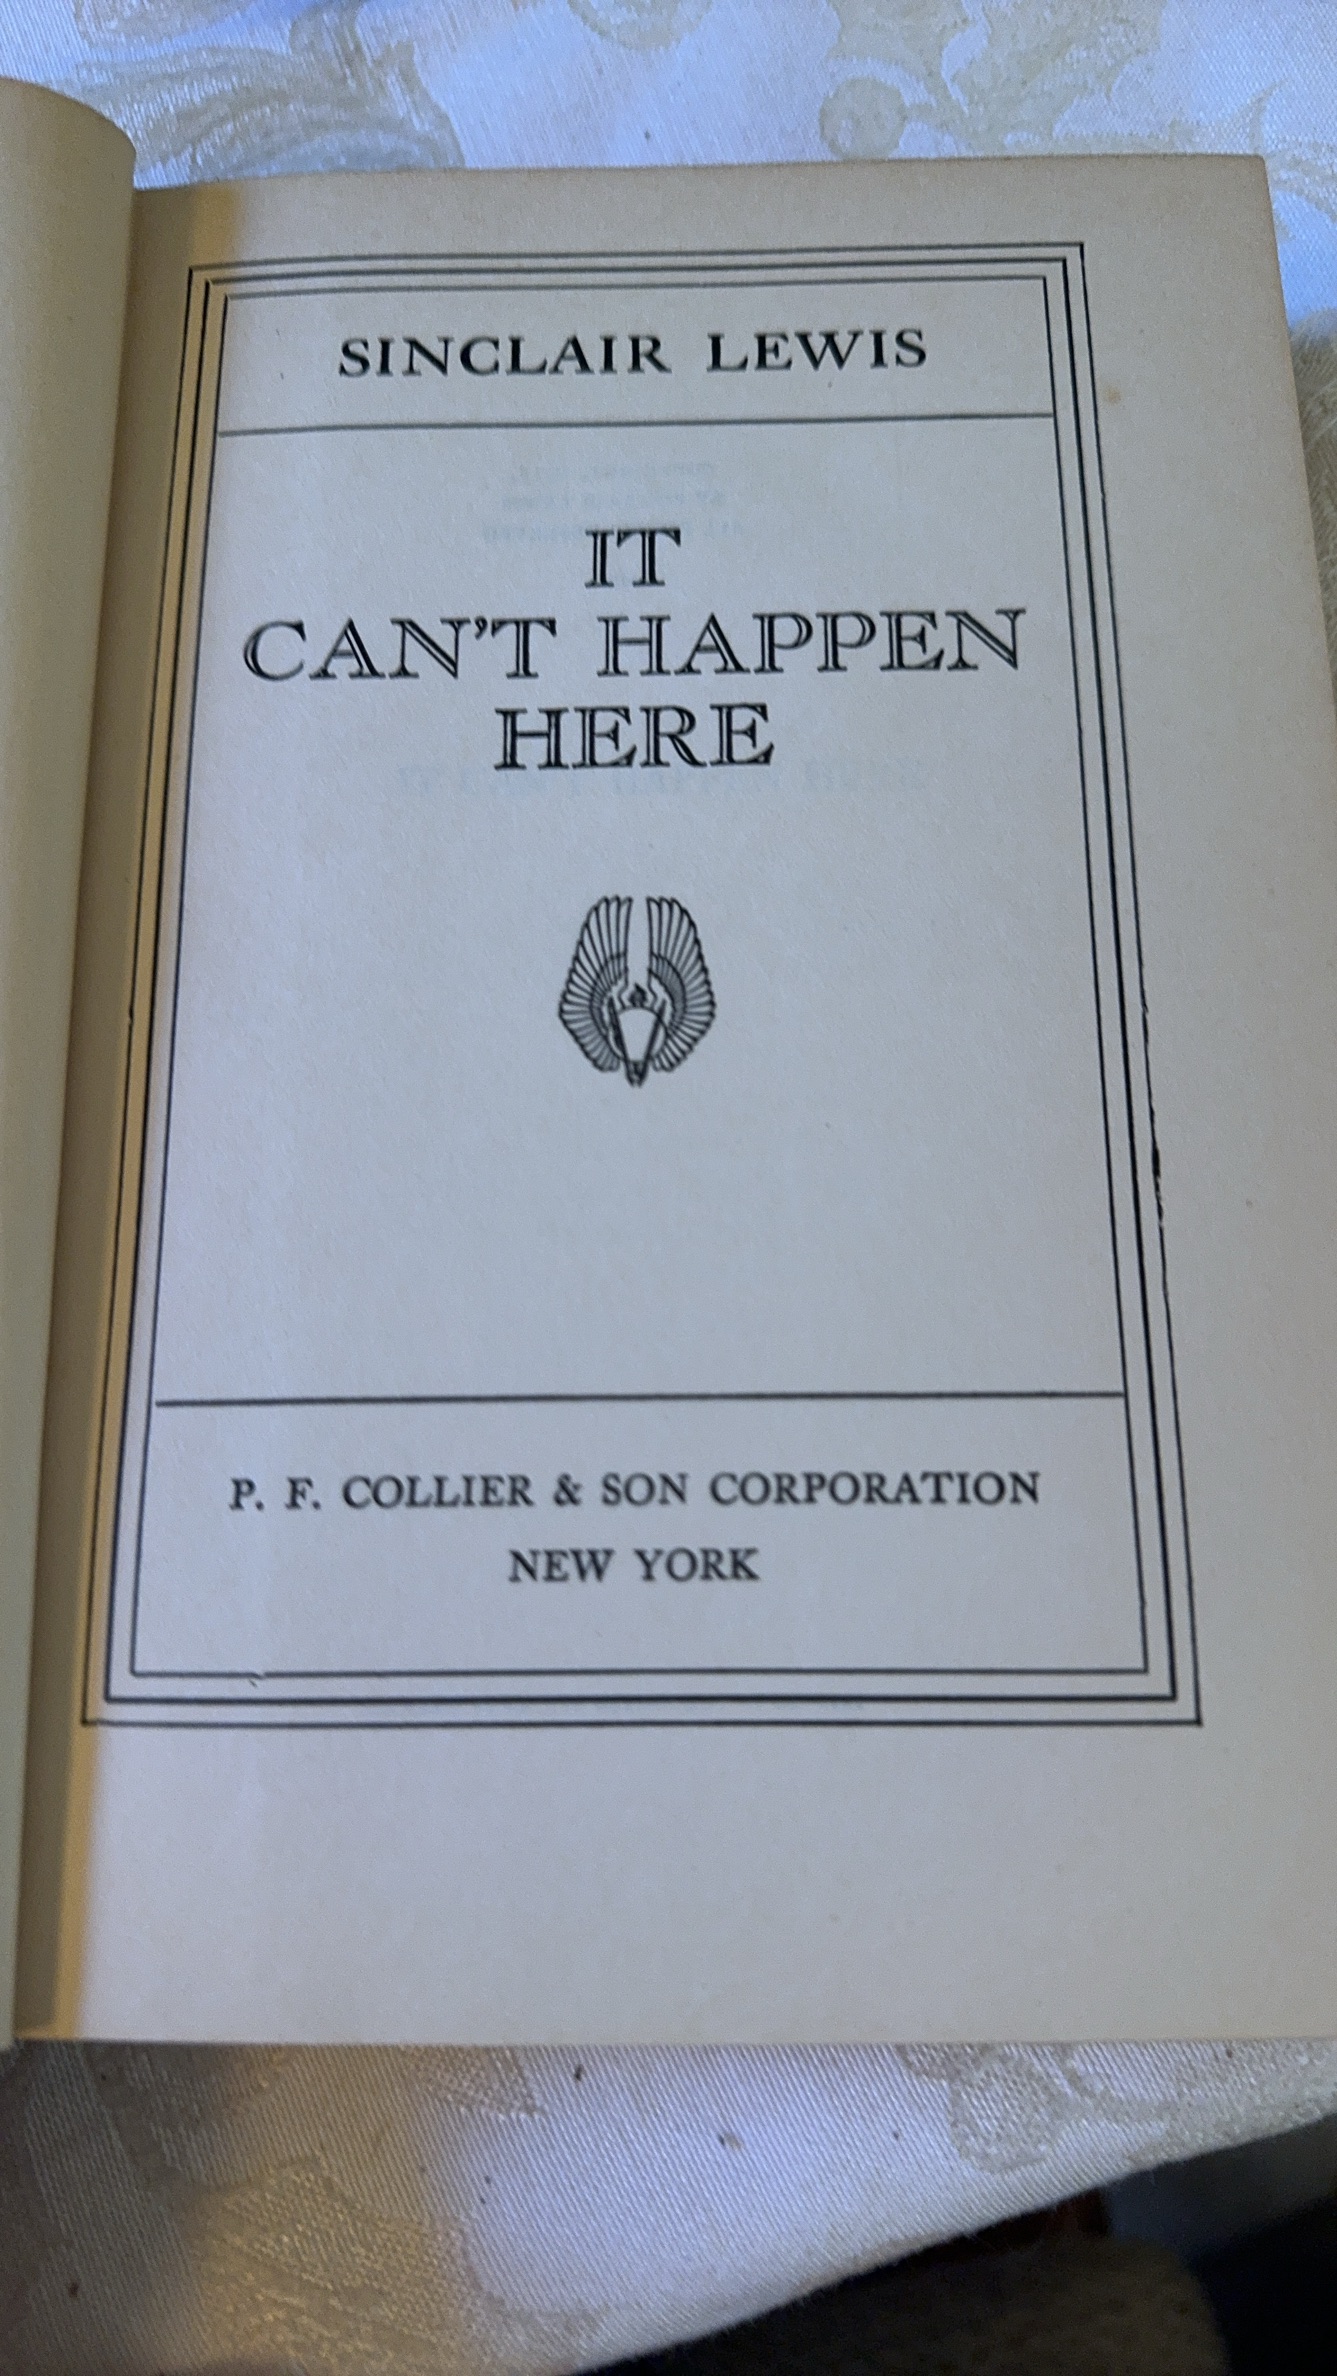 SINCLAIR LEWIS
IT
CAN'T HAPPEN
HERE
P. F. COLLIER & SON CORPORATION
NEW YORK